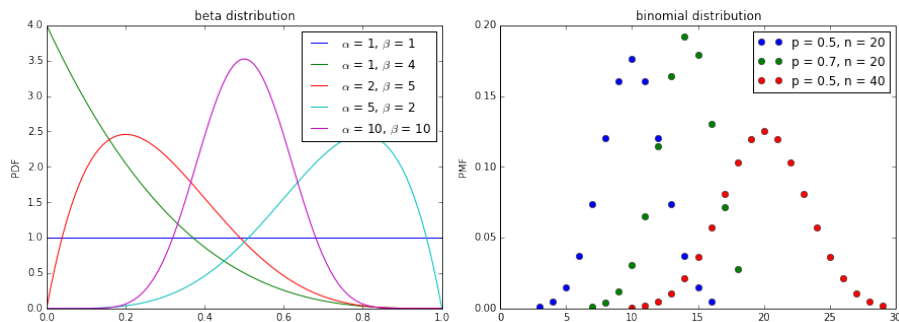 beta distribution
4.0
3.5
3.0
2.5
2.0
1.5
1.0
0.5
0.0
PDF
0.0
0.2
0.4
0.6
0.8
1.0
α = 1, β = 1
α = 1, β = 4
α = 2, β = 5
α = 5, β = 2
α = 10, β = 10
binomial distribution
0.20
0.15
0.10
0.05
0.00
PMF
0
5
10
15
20
25
30
p = 0.5, n = 20
p = 0.7, n = 20
p = 0.5, n = 40